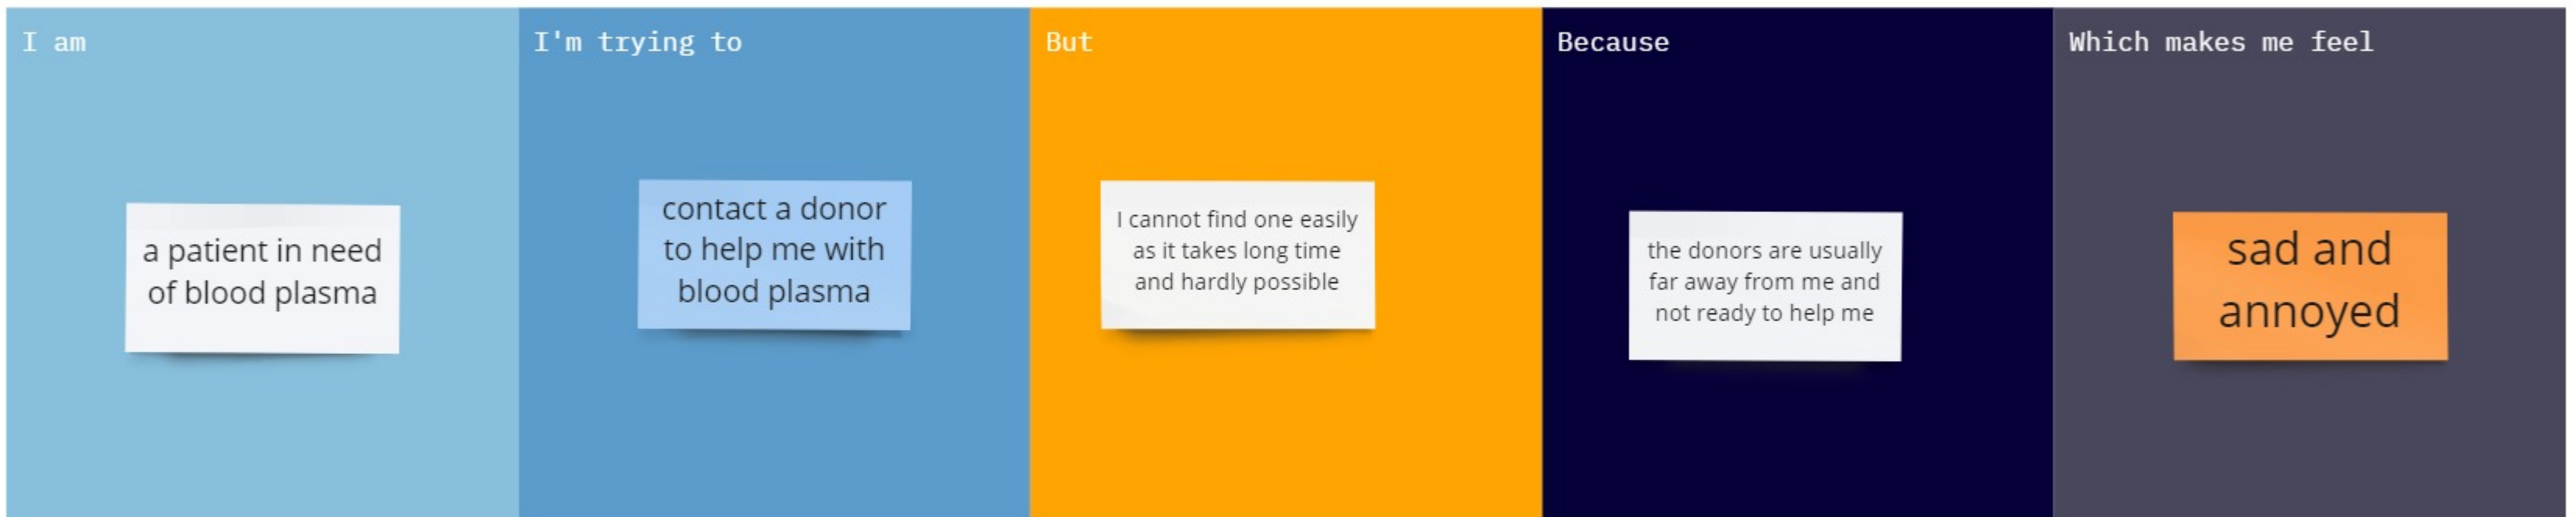 I am
a patient in need
of blood plasma
I'm trying to
contact a donor
to help me with
blood plasma
But
I cannot find one easily
as it takes long time
and hardly possible
Because
the donors are usually
far away from me and
not ready to help me
Which makes me feel
sad and
annoyed